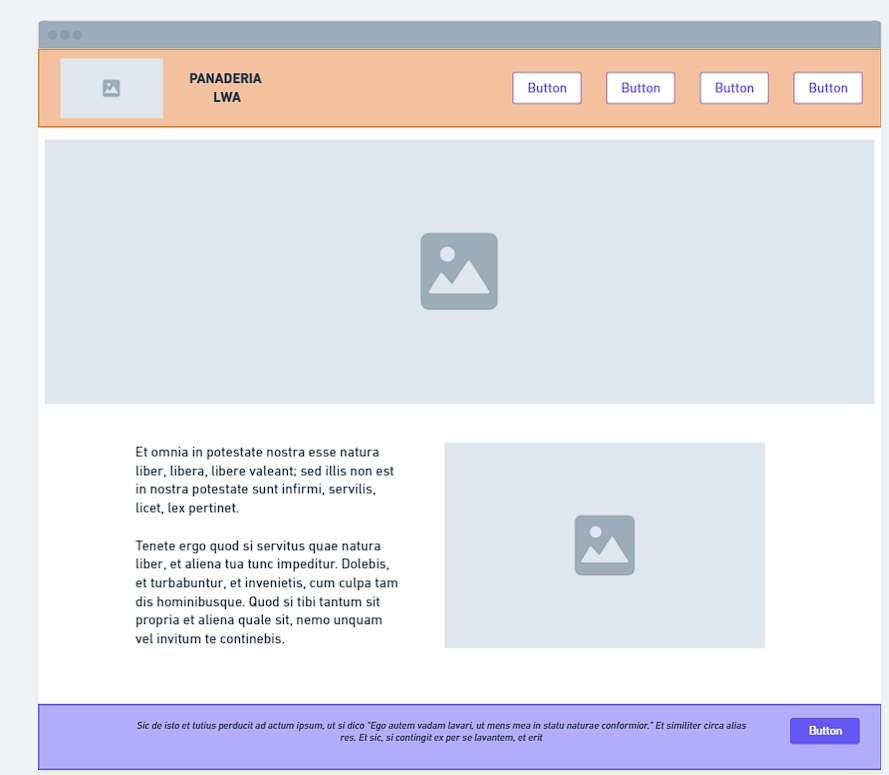 PANADERIA
LWA
Button
Button
Button
Button
Et omnia in potestate nostra esse natura
liber, libera, libere valeant; sed illis non est
in nostra potestate sunt infirmi, servilis,
licet, lex pertinet.
Tenete ergo quod si servitus quae natura
liber, et aliena tua tunc impeditur. Dolebis,
et turbabuntur, et invenietis, cum culpa tam
dis hominibusque. Quod si tibi tantum sit
propria et aliena quale sit, nemo unquam
vel invitum te continebis.
Sic de isto et tutius perducit ad actum ipsum, ut si dico "Ego autem vadam lavari, ut mens mea in statu naturae conformior." Et similiter circa alias
res. Et sic, si contingit ex per se lavantem, et erit
Button